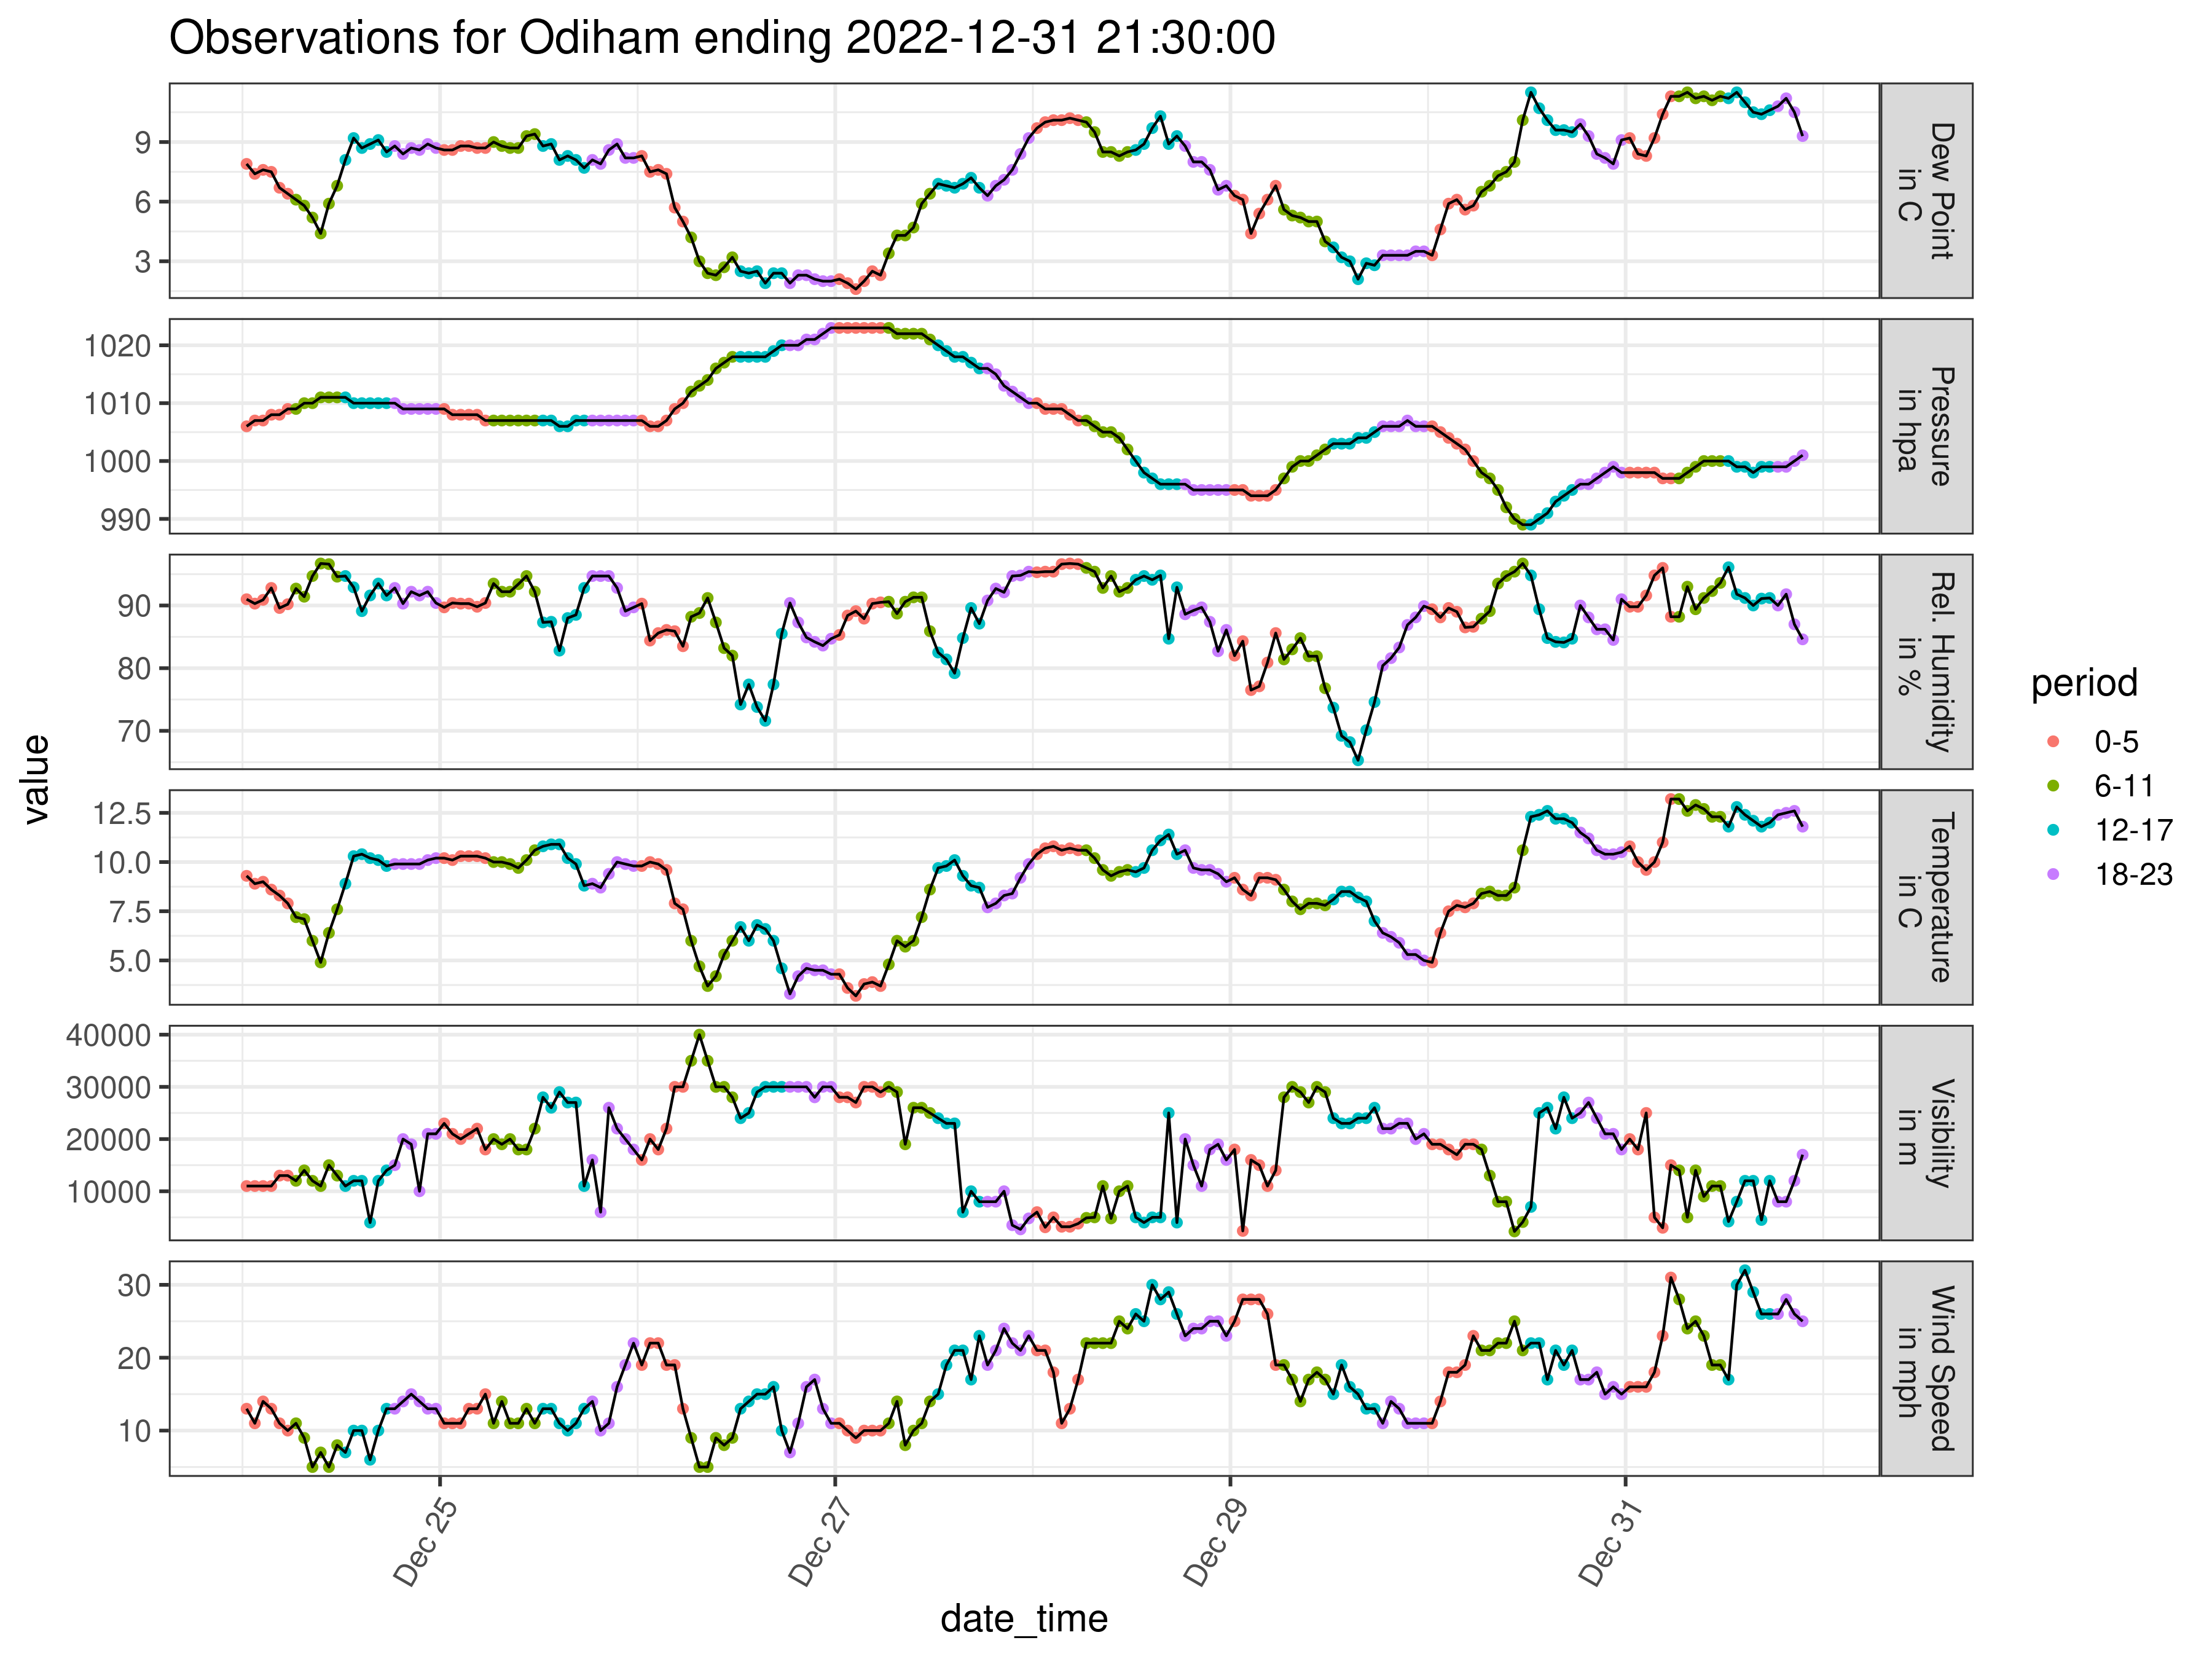 Observations for Odiham ending 2022-12-31 21:30:00
value
9
6
3
Dew Point
in C
1020
1010
1000
990
Pressure
in hpa
90
80
70
Rel. Humidity
in %
12.5
10.0
7.5
5.0
Temperature
in C
40000
30000
20000
10000
Visibility
in m
30
20
10
Wind Speed
in mph
Dec 25
Dec 27
Dec 29
Dec 31
date_time
period
0-5
6-11
12-17
18-23